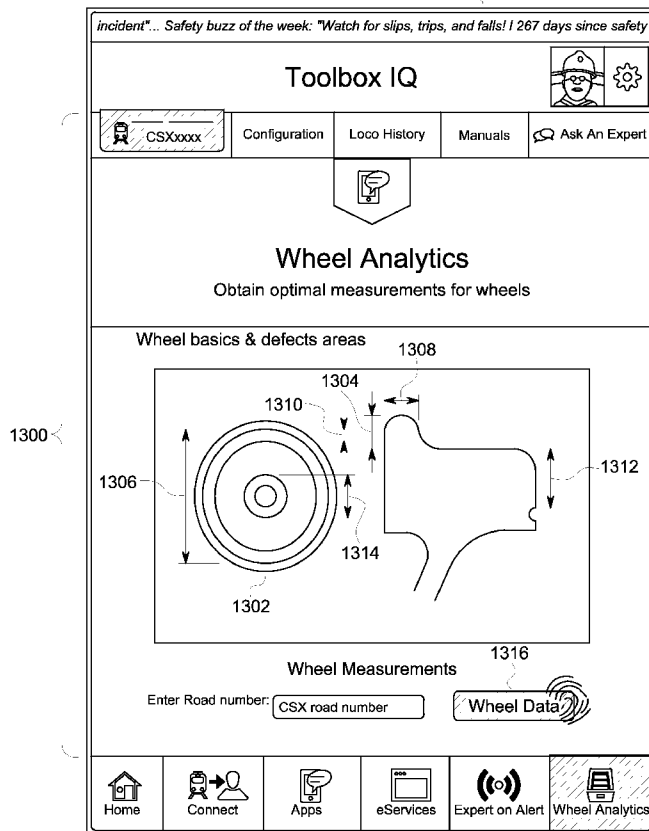 incident"... Safety buzz of the week: "Watch for slips, trips, and falls! I 267 days since safety
Toolbox IQ
CSXxxxx
Configuration
Loco History
Manuals
Ask An Expert
Wheel Analytics
Obtain optimal measurements for wheels
Wheel basics & defects areas
1308
1304
1310
1300
1306
1312
1314
1302
1316
Wheel Measurements
Enter Road number: CSX road number
Wheel Data
Home
Connect
Apps
eServices
Expert on Alert
Wheel Analytics